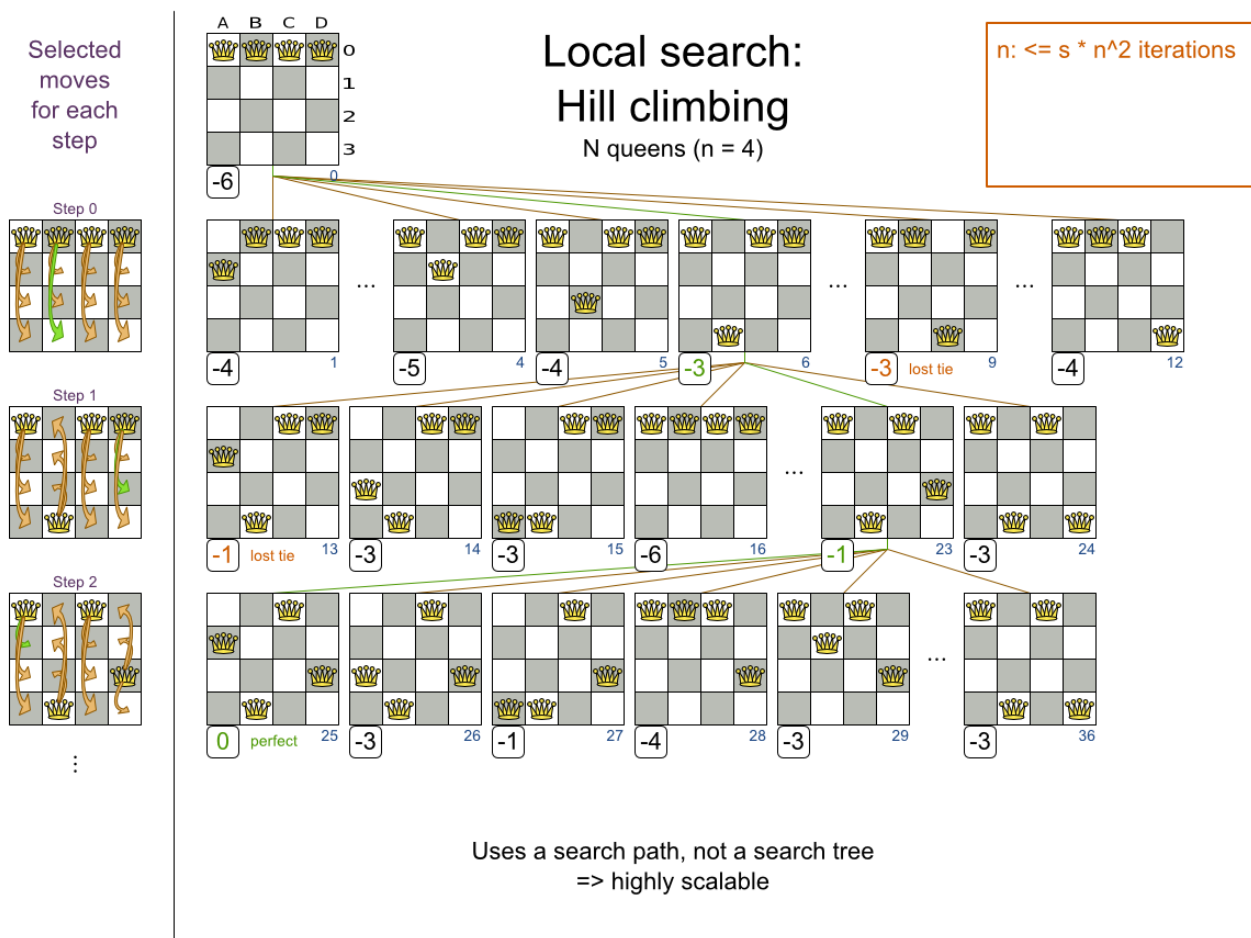 Selected
moves
for each
step
A B C D
0
1
2
3
Local search:
Hill climbing
N queens (n = 4)
n: <= s * n^2 iterations
-6 0
Step 0
... ... ...
-4 1
-5 4
-4 5
-3 6
-3 lost tie 9
-4 12
Step 1
...
-1 lost tie 13
-3 14
-3 15
-6 16
-1 23
-3 24
Step 2
...
0 perfect 25
-3 26
-1 27
-4 28
-3 29
-3 36
...
Uses a search path, not a search tree
=> highly scalable